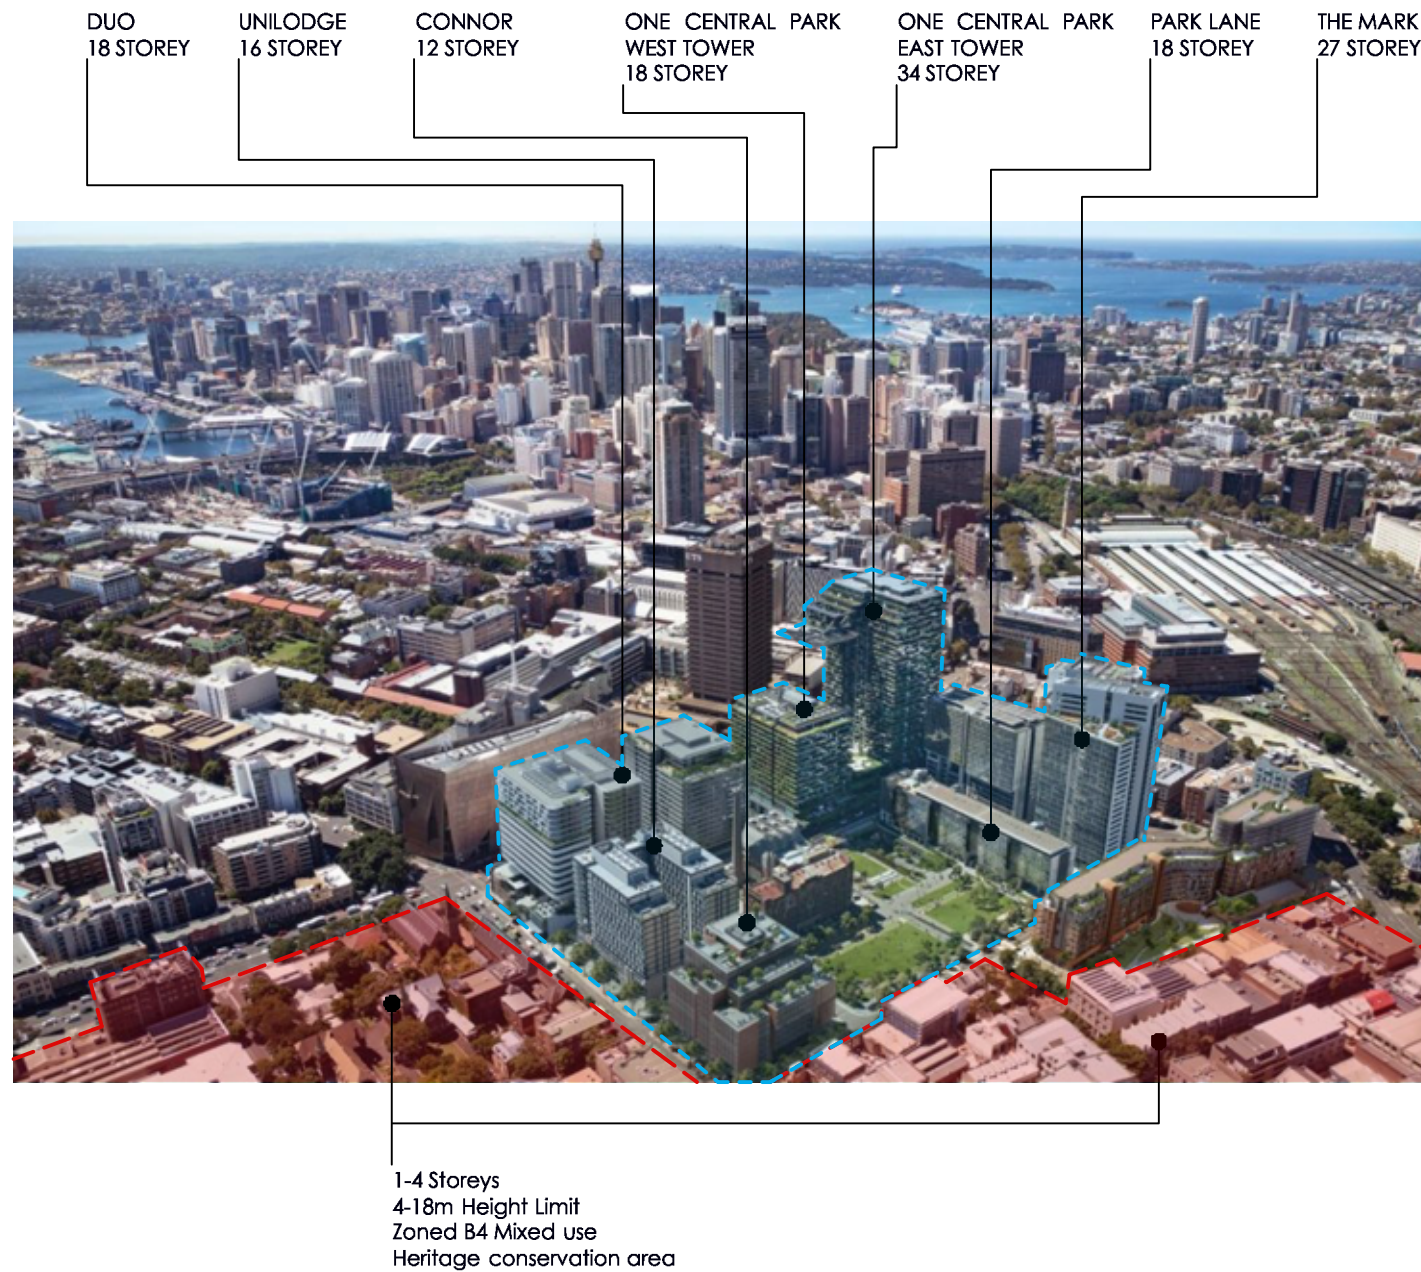 DUO
18 STOREY
UNILODGE
16 STOREY
CONNOR
12 STOREY
ONE CENTRAL PARK
WEST TOWER
18 STOREY
ONE CENTRAL PARK
EAST TOWER
34 STOREY
PARK LANE
18 STOREY
THE MARK
27 STOREY
1-4 Storeys
4-18m Height Limit
Zoned B4 Mixed use
Heritage conservation area